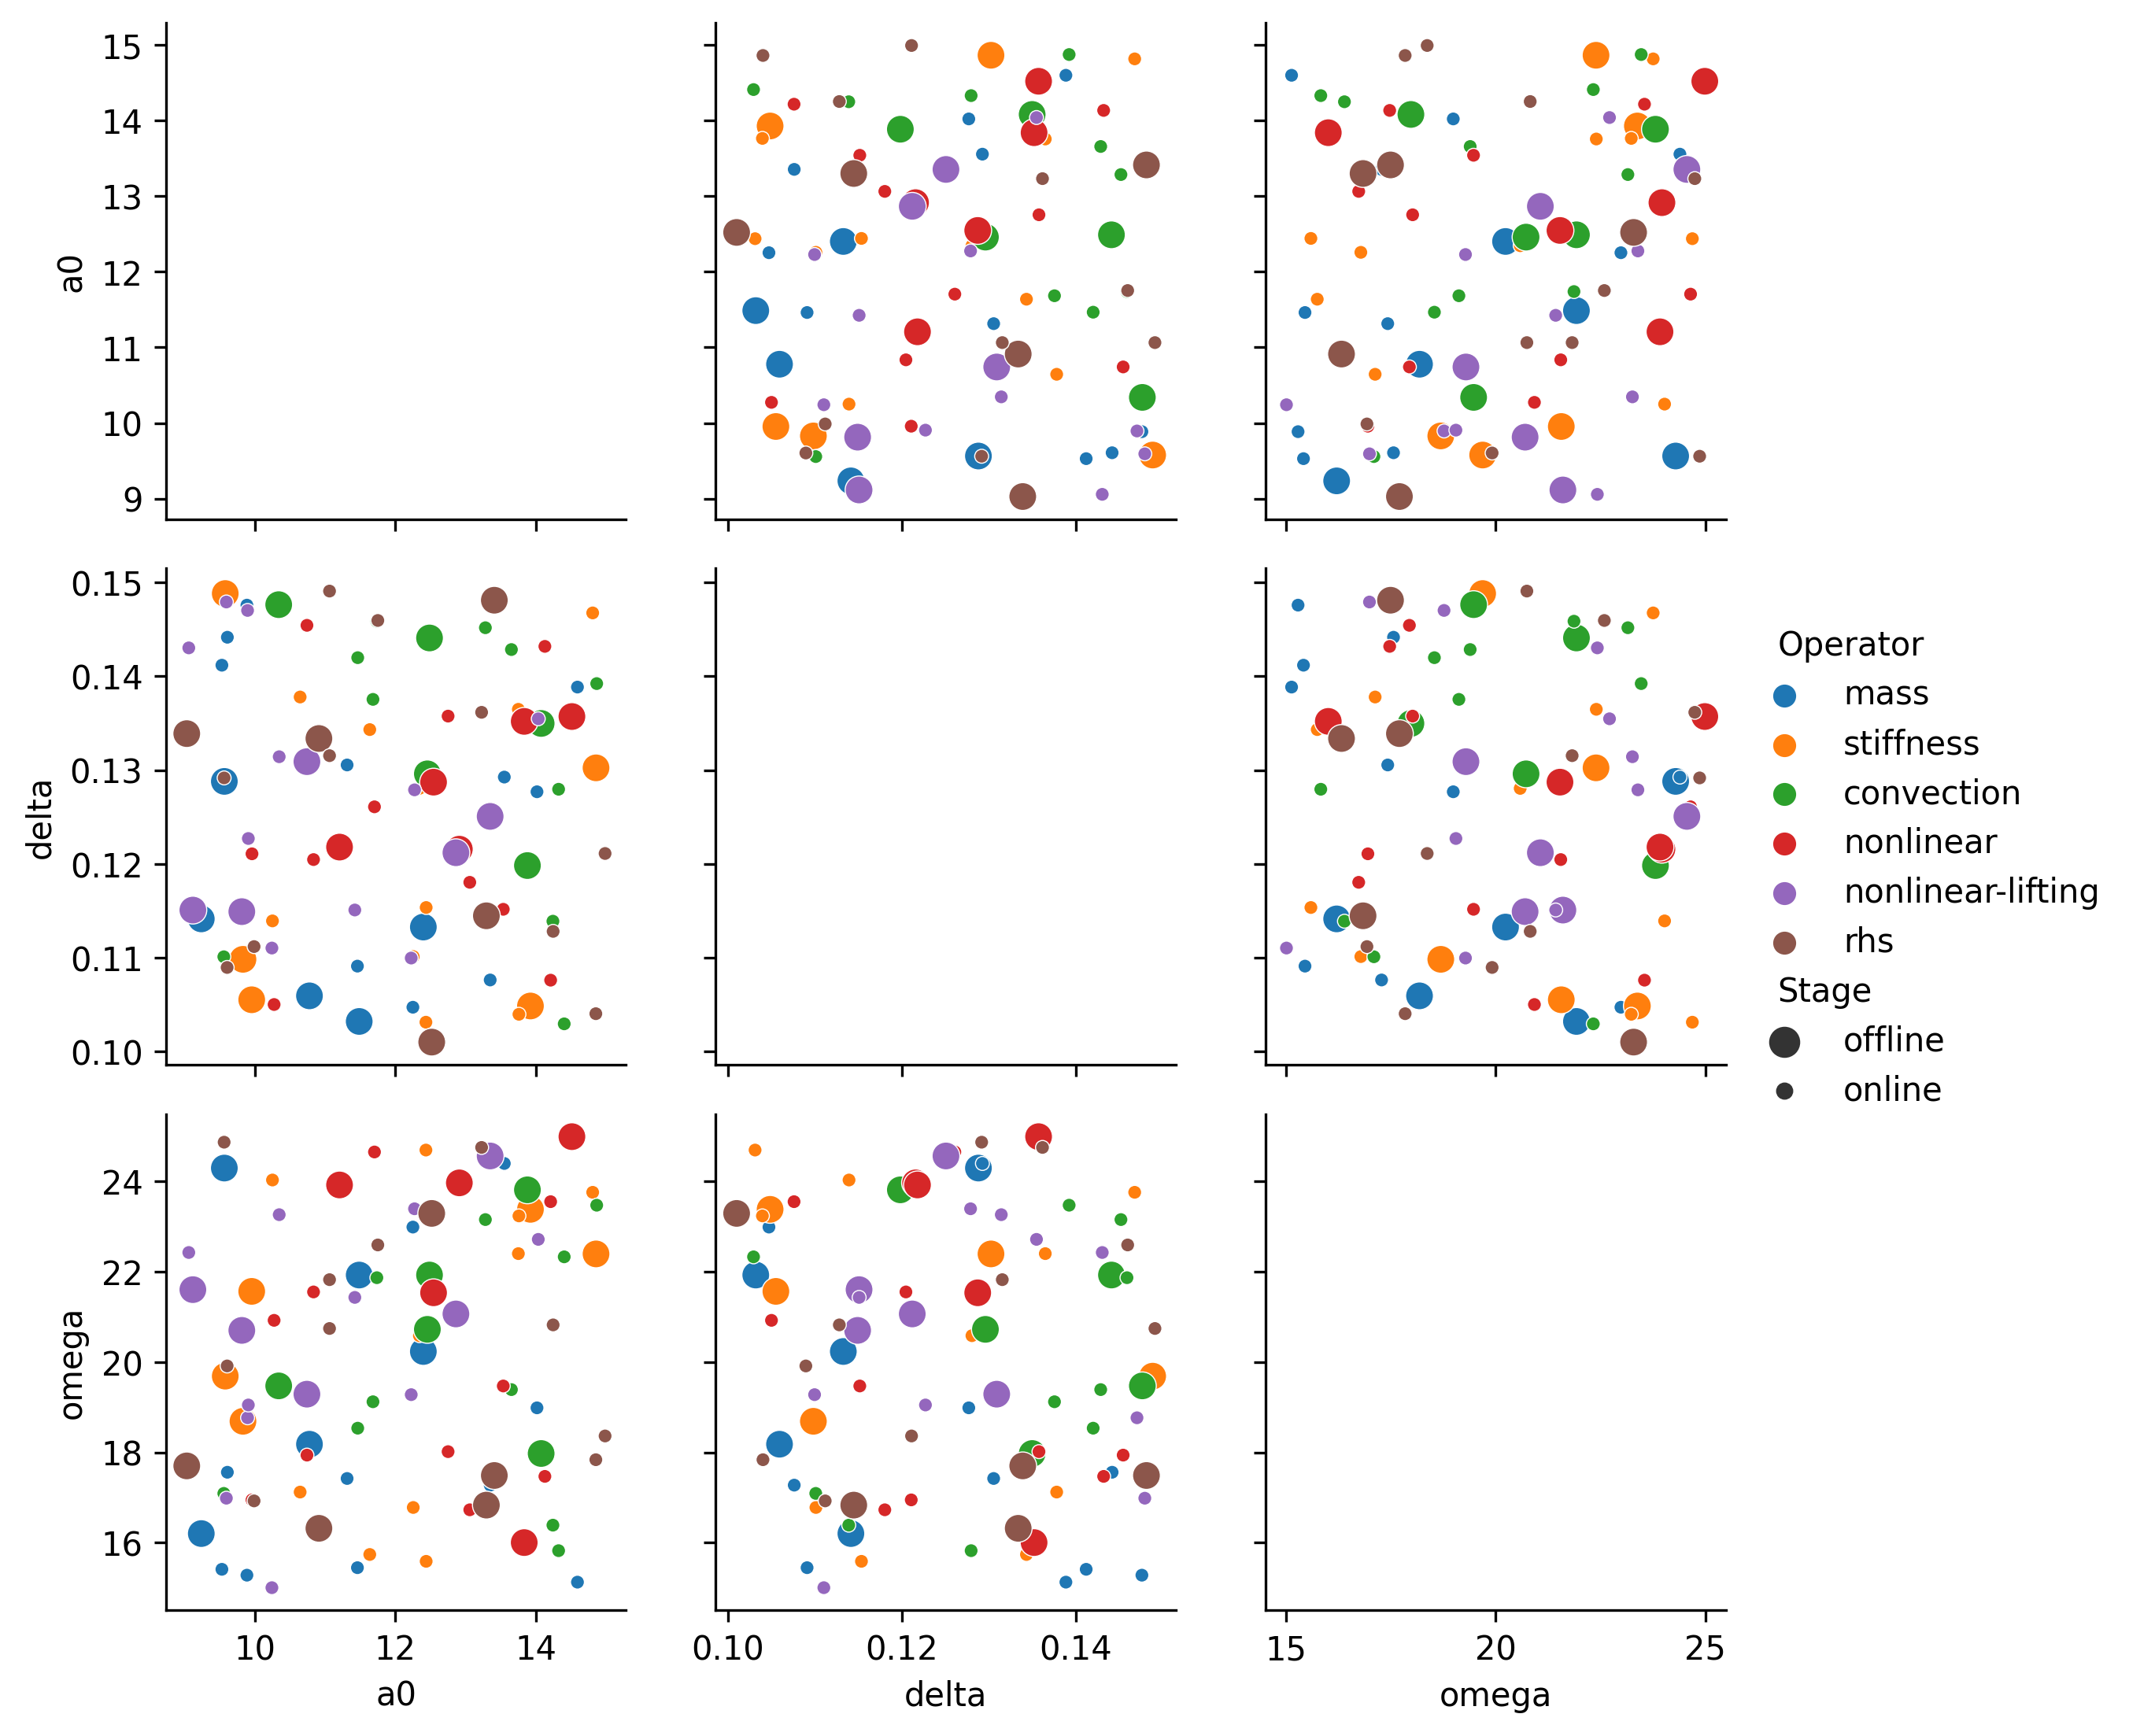 15
14
13
12
11
10
9
a0
0.15
0.14
0.13
0.12
0.11
0.10
delta
Operator
mass
stiffness
convection
nonlinear
nonlinear-lifting
rhs
Stage
offline
online
24
22
20
18
16
omega
10 12 14
a0
0.10 0.12 0.14
delta
15 20 25
omega